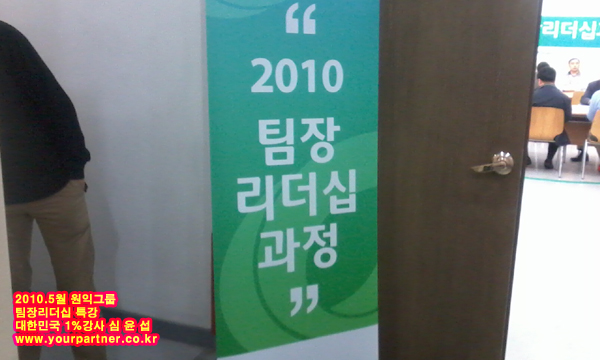 “
2010
팀장
리더십
과정
”
리더십과
2010.5월 원익그룹
팀장리더십 특강
대한민국 1%강사 심 윤 섭
www.yourpartner.co.kr